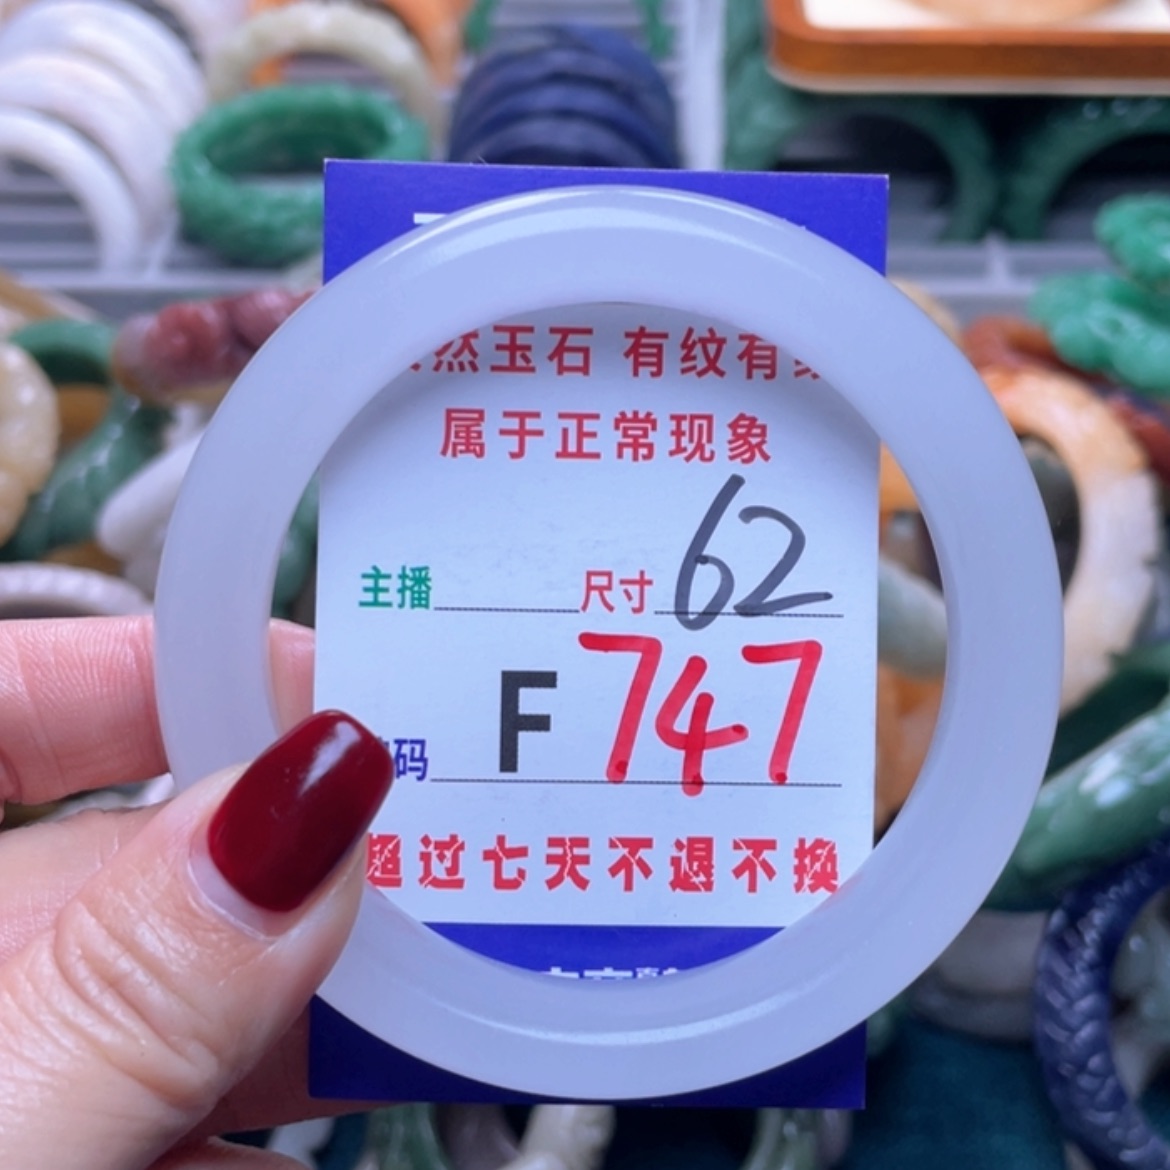 然玉石 有纹有
属于正常现象
主播 尺寸 62
码 F 747
超过七天不退不换